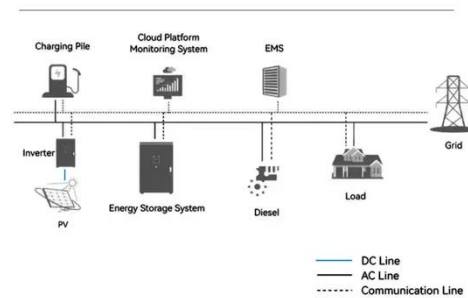 Charging Pile
Cloud Platform
Monitoring System
EMS
Grid
Inverter
PV
Energy Storage System
Diesel
Load
DC Line
AC Line
Communication Line